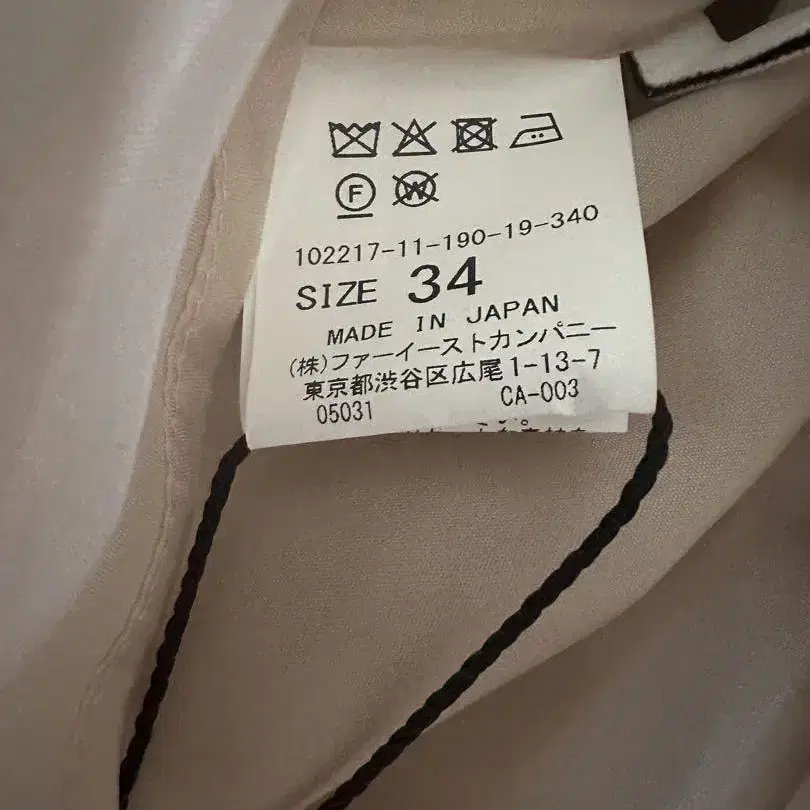 F W
102217-11-190-19-340
SIZE 34
MADE IN JAPAN
(株)ファーイーストカンパニー
東京都渋谷区広尾1-13-7
05031 CA-003